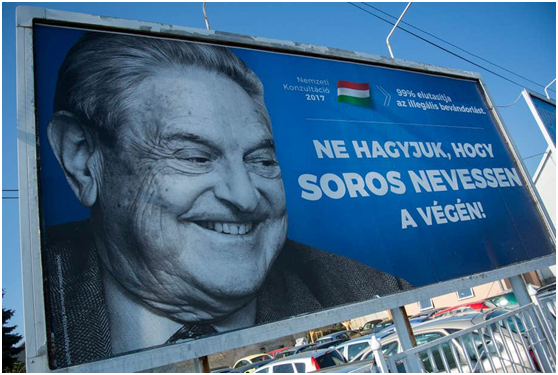 Nemzeti
Konzultáció
2017
99% elutasítja
az illegális bevándorlást.
NE HAGYJUK, HOGY
SOROS NEVESSEN
A VÉGÉN!